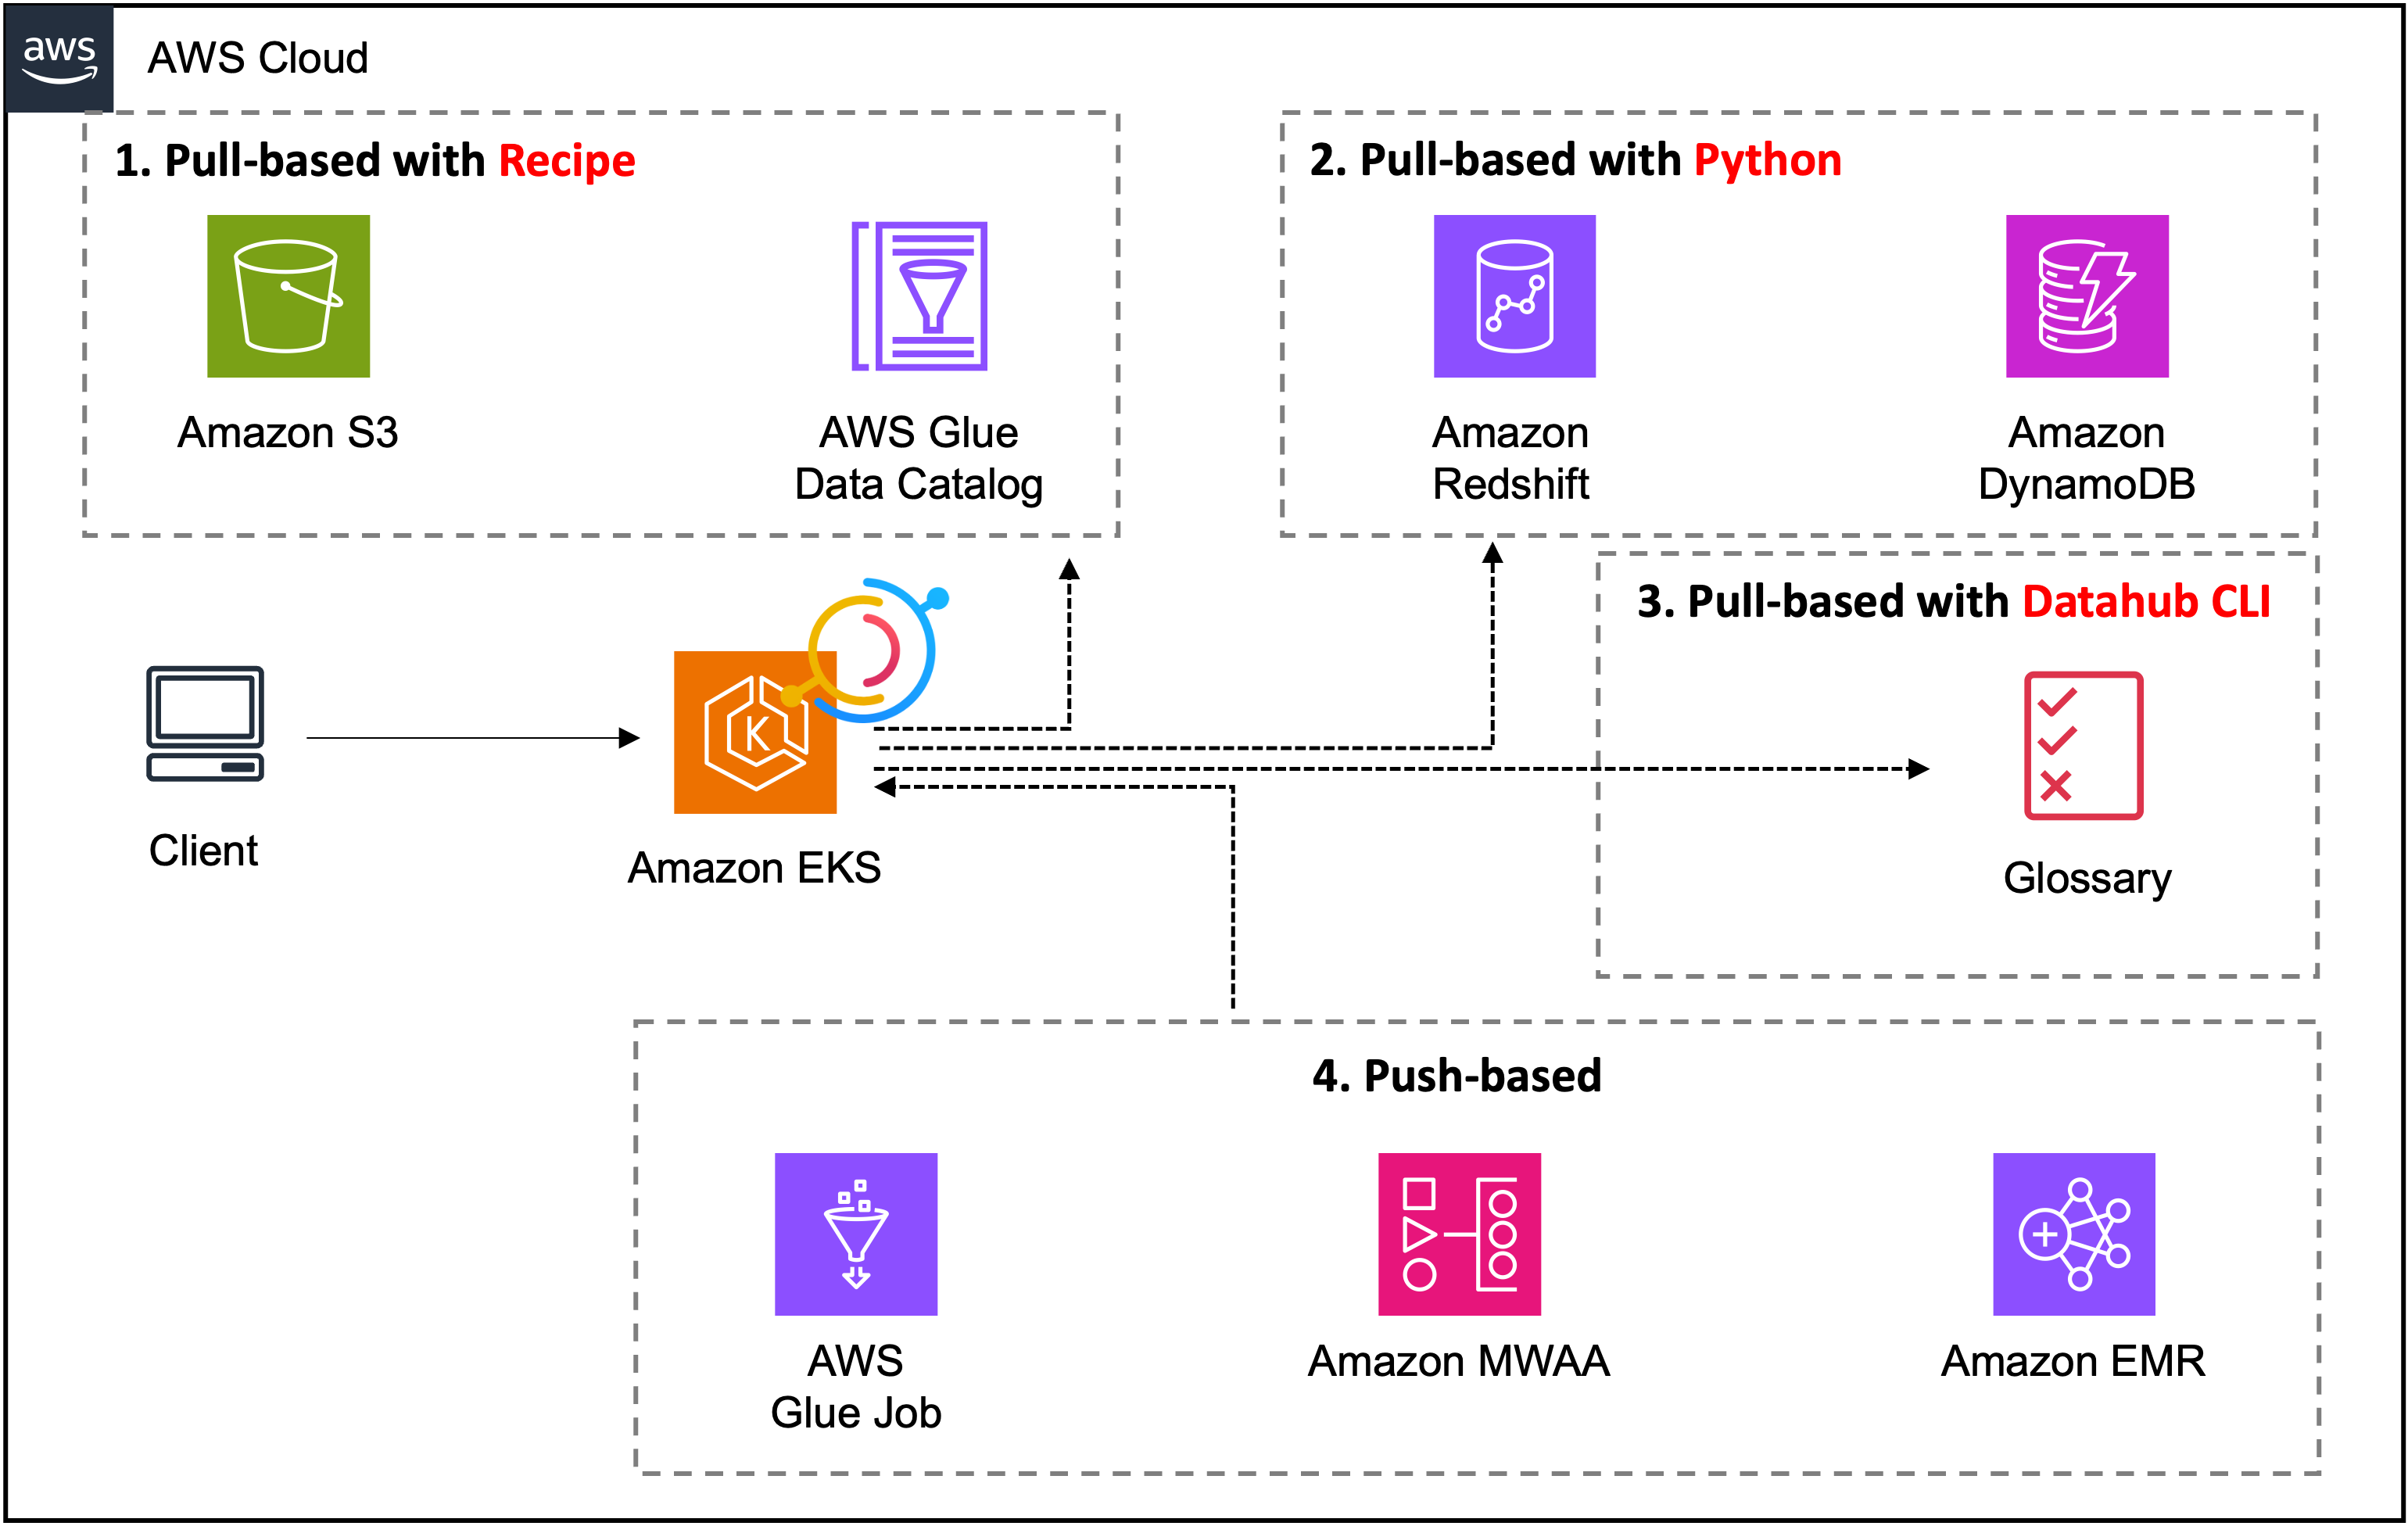 aws
AWS Cloud
1. Pull-based with Recipe
Amazon S3
AWS Glue
Data Catalog
2. Pull-based with Python
Amazon
Redshift
Amazon
DynamoDB
3. Pull-based with Datahub CLI
Glossary
Client
K
Amazon EKS
4. Push-based
AWS
Glue Job
Amazon MWAA
Amazon EMR